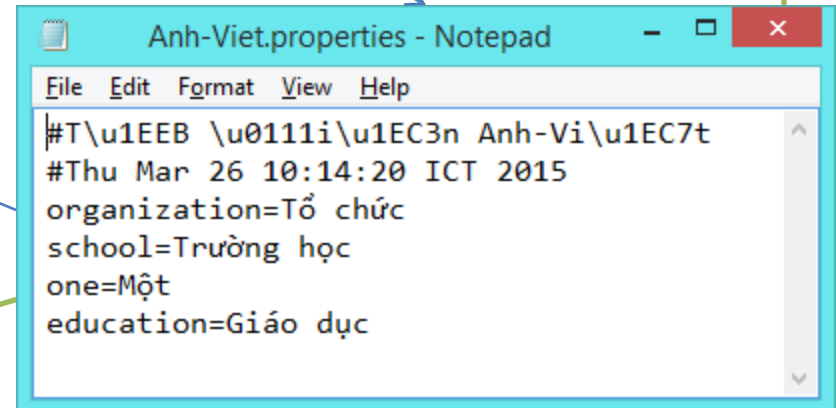 Anh-Viet.properties - Notepad
File Edit Format View Help
#T\u1EEB \u0111i\u1EC3n Anh-Vi\u1EC7t
#Thu Mar 26 10:14:20 ICT 2015
organization=Tổ chức
school=Trường học
one=Một
education=Giáo dục